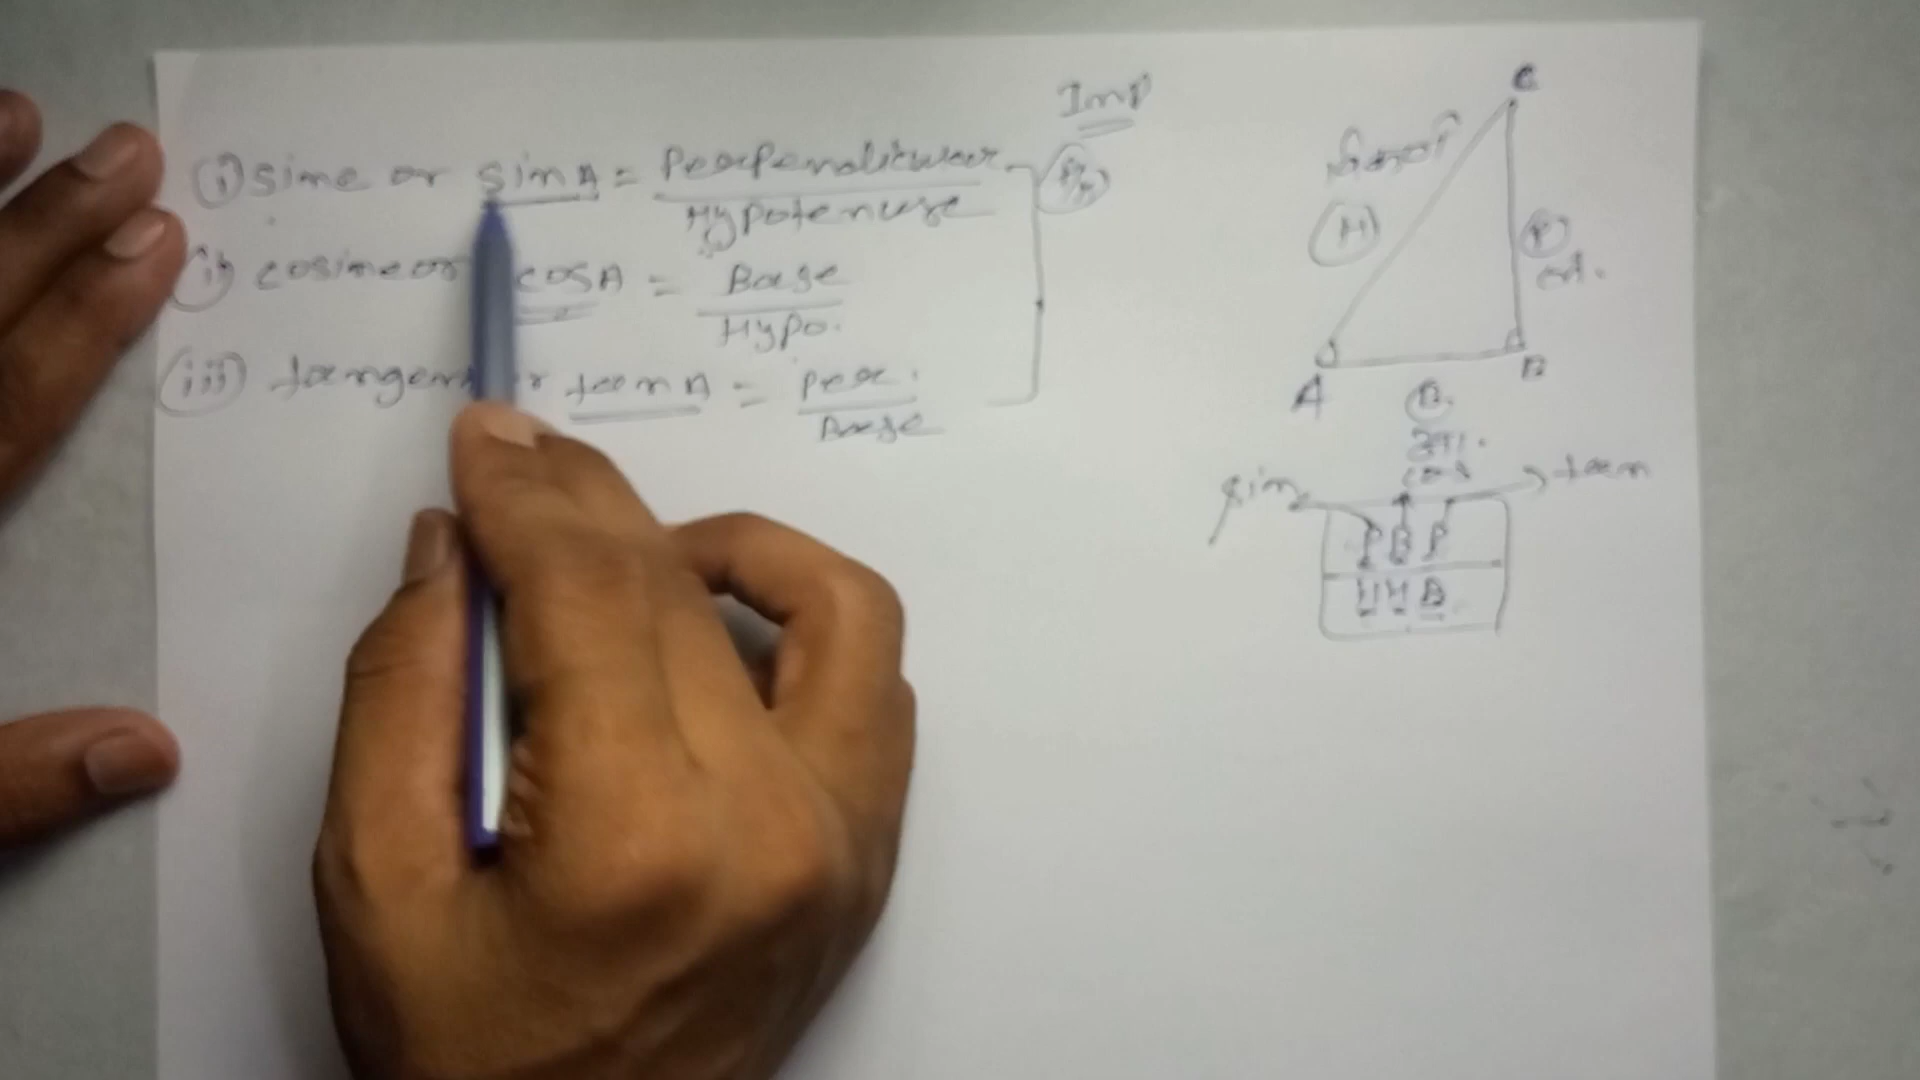 Imp
(i) sine or sin A = Perpendicular / Hypotenuse
(ii) cosine or cos A = Base / Hypo.
(iii) tangent or tan A = Per. / Base
C
H
P
A
B
B
sin cos tan
P B P
H H B